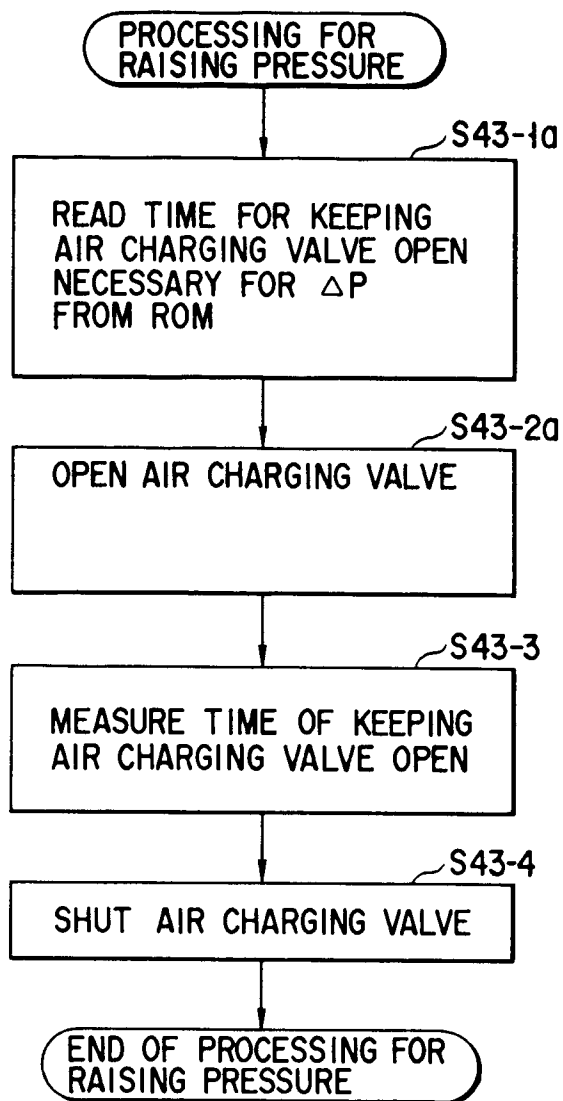 PROCESSING FOR
RAISING PRESSURE
S43-1a
READ TIME FOR KEEPING
AIR CHARGING VALVE OPEN
NECESSARY FOR △P
FROM ROM
S43-2a
OPEN AIR CHARGING VALVE
S43-3
MEASURE TIME OF KEEPING
AIR CHARGING VALVE OPEN
S43-4
SHUT AIR CHARGING VALVE
END OF PROCESSING FOR
RAISING PRESSURE